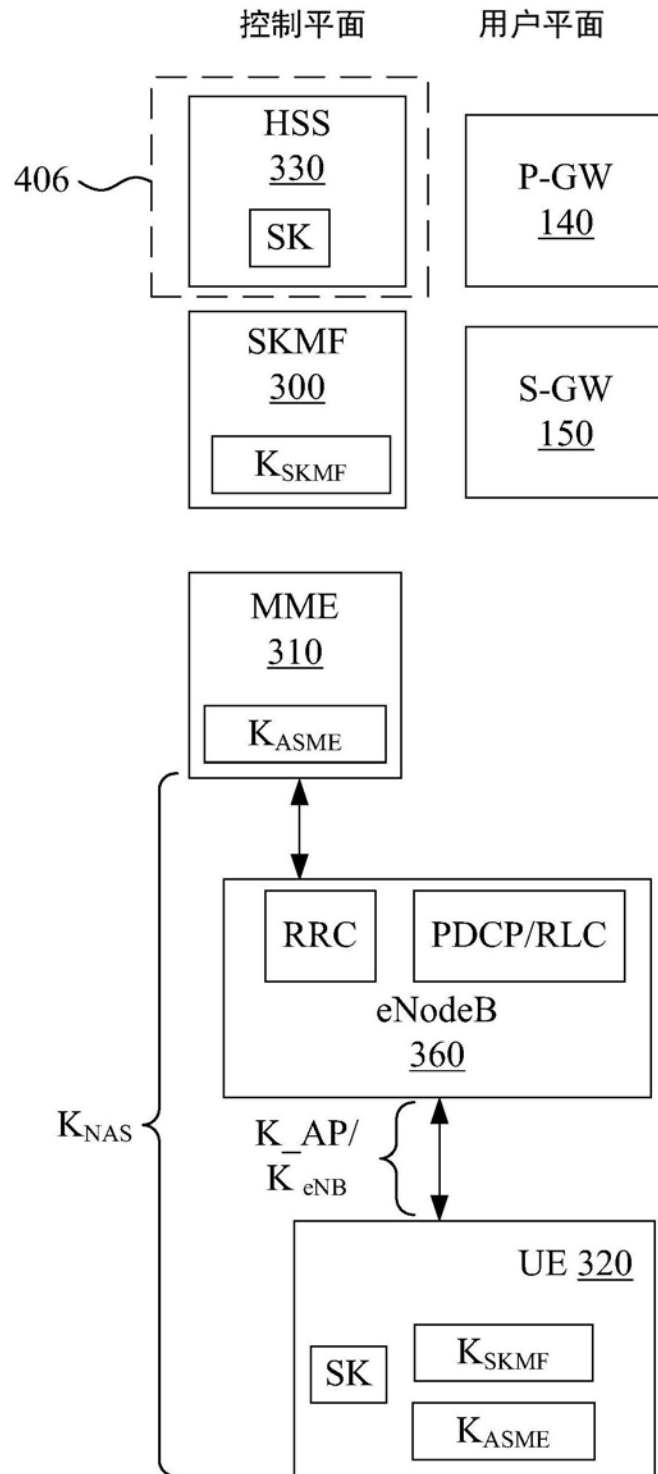 控制平面 用户平面
HSS
330
SK
406
P-GW
140
SKMF
300
K_SKMF
S-GW
150
MME
310
K_ASME
RRC
PDCP/RLC
eNodeB
360
K_NAS
K_AP/
K eNB
UE 320
SK
K_SKMF
K_ASME